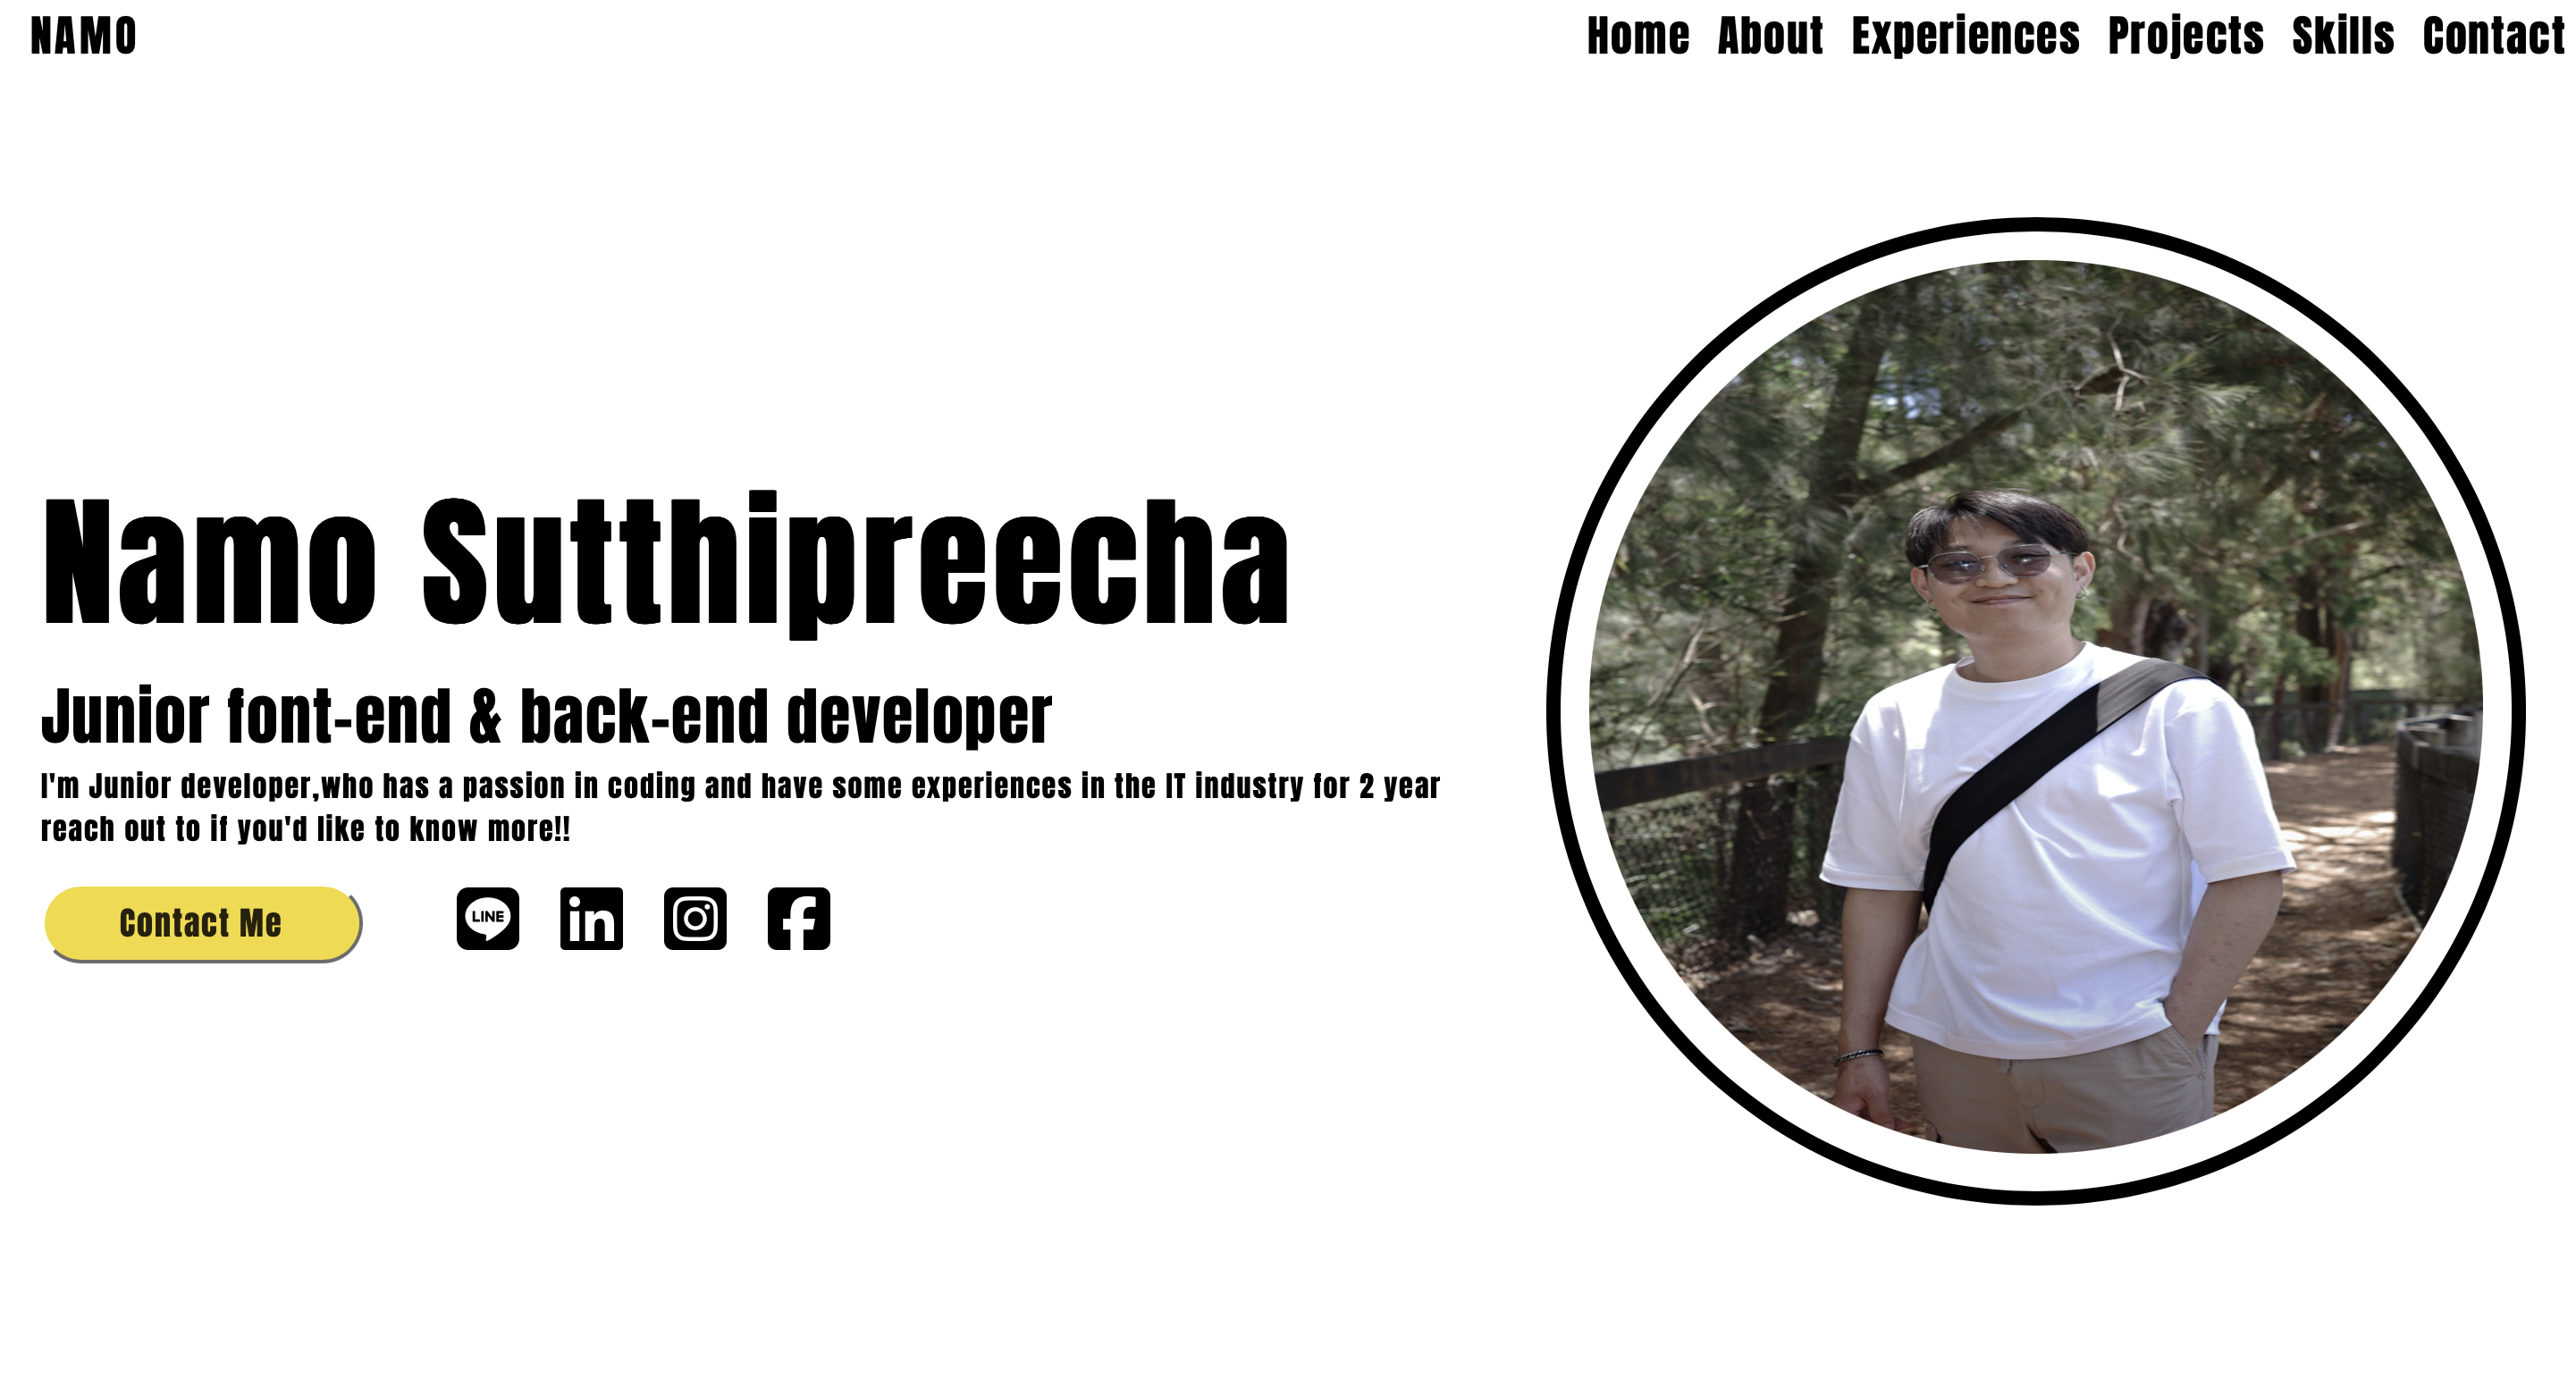 NAMO
Home About Experiences Projects Skills Contact
Namo Sutthipreecha
Junior font-end & back-end developer
I'm Junior developer,who has a passion in coding and have some experiences in the IT industry for 2 year
reach out to if you'd like to know more!!
Contact Me
LINE